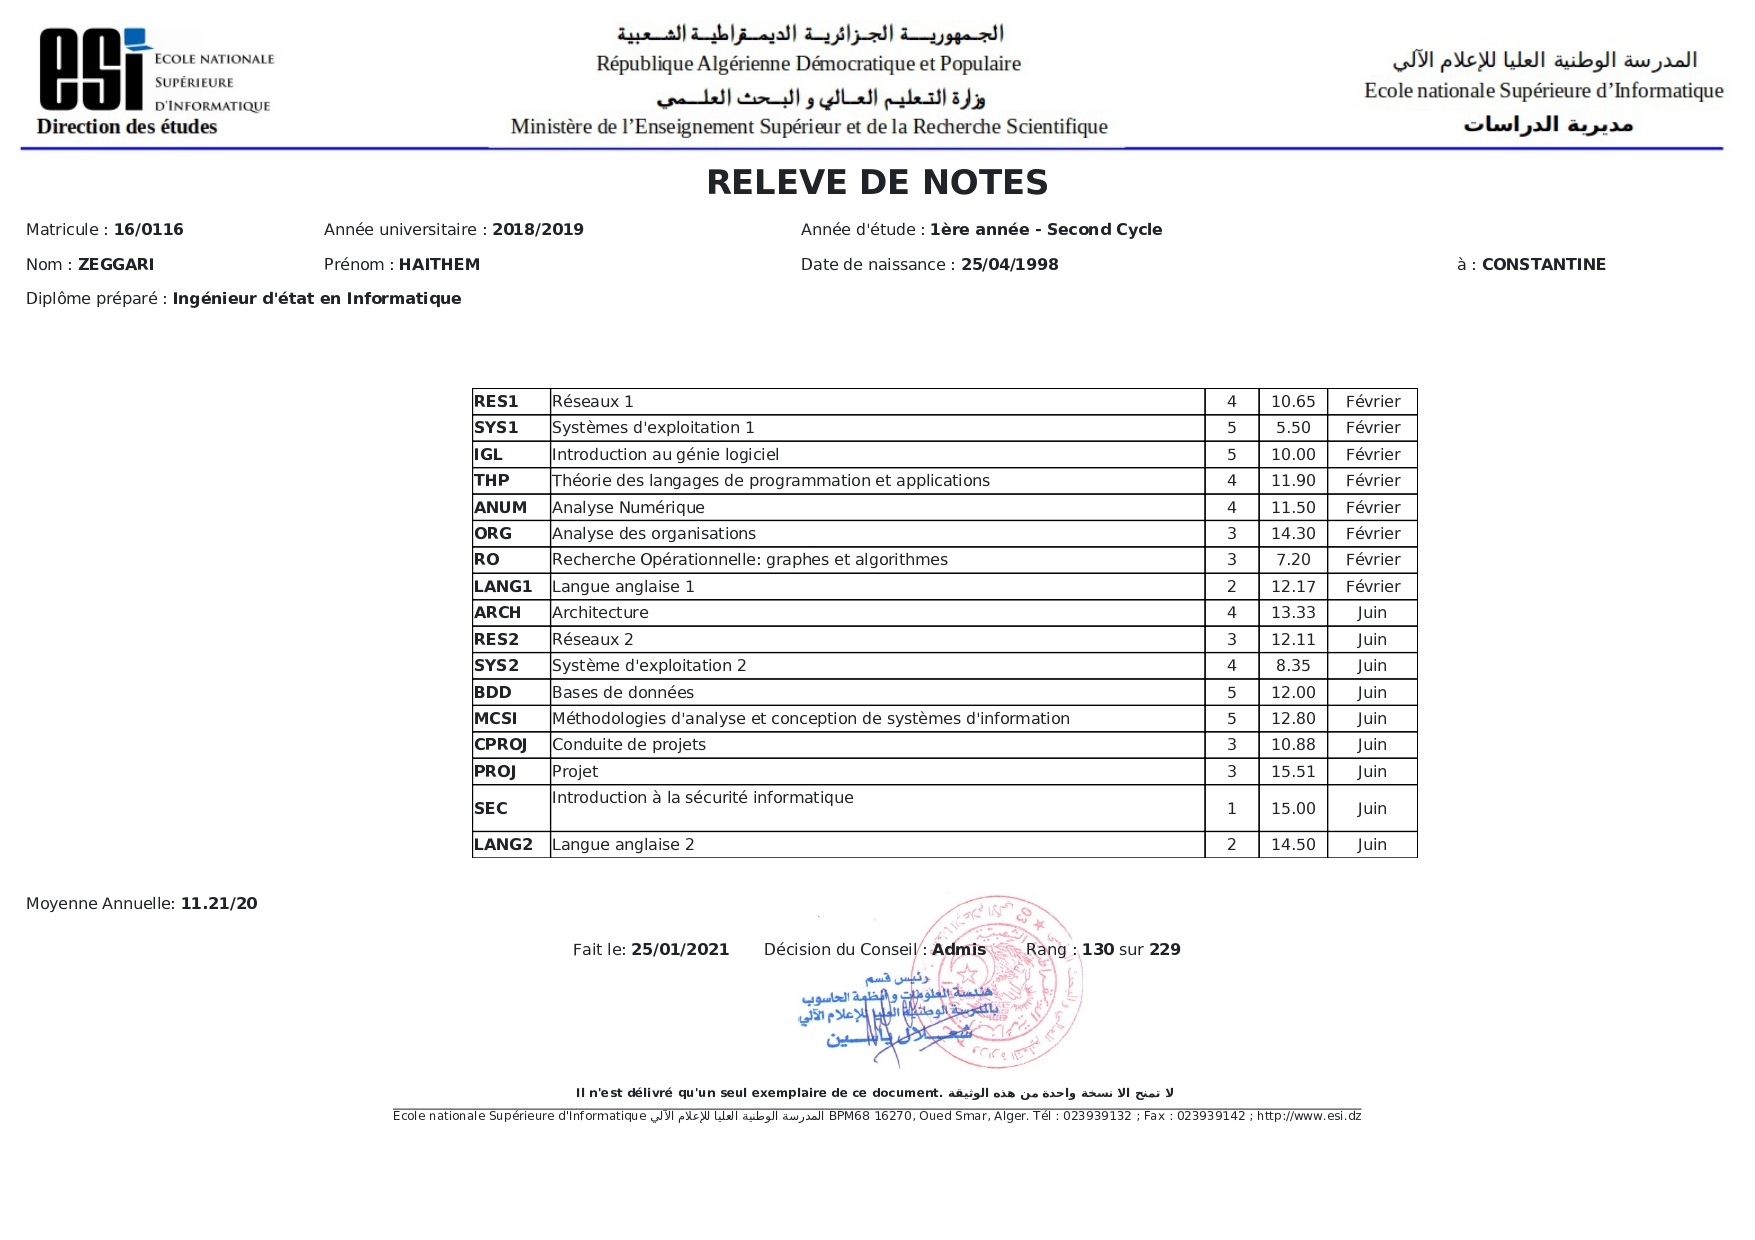 esi ECOLE NATIONALE
SUPÉRIEURE
D'INFORMATIQUE
Direction des études
الجـمهوريــــة الجـزائريــة الديمــقراطيــة الشــعبية
République Algérienne Démocratique et Populaire
وزارة التـعليـم العــالي و البــحث العلــــمي
Ministère de l'Enseignement Supérieur et de la Recherche Scientifique
المدرسة الوطنية العليا للإعلام الآلي
Ecole nationale Supérieure d'Informatique
مديرية الدراسات
RELEVE DE NOTES
Matricule : 16/0116 Année universitaire : 2018/2019 Année d'étude : 1ère année - Second Cycle
Nom : ZEGGARI Prénom : HAITHEM Date de naissance : 25/04/1998 à : CONSTANTINE
Diplôme préparé : Ingénieur d'état en Informatique
RES1 Réseaux 1 4 10.65 Février
SYS1 Systèmes d'exploitation 1 5 5.50 Février
IGL Introduction au génie logiciel 5 10.00 Février
THP Théorie des langages de programmation et applications 4 11.90 Février
ANUM Analyse Numérique 4 11.50 Février
ORG Analyse des organisations 3 14.30 Février
RO Recherche Opérationnelle: graphes et algorithmes 3 7.20 Février
LANG1 Langue anglaise 1 2 12.17 Février
ARCH Architecture 4 13.33 Juin
RES2 Réseaux 2 3 12.11 Juin
SYS2 Système d'exploitation 2 4 8.35 Juin
BDD Bases de données 5 12.00 Juin
MCSI Méthodologies d'analyse et conception de systèmes d'information 5 12.80 Juin
CPROJ Conduite de projets 3 10.88 Juin
PROJ Projet 3 15.51 Juin
SEC Introduction à la sécurité informatique 1 15.00 Juin
LANG2 Langue anglaise 2 2 14.50 Juin
Moyenne Annuelle: 11.21/20
Fait le: 25/01/2021 Décision du Conseil : Admis Rang : 130 sur 229
رئيس قسم
هندسة المعلومات و أنظمة الحاسوب
بالمدرسة الوطنية العليا للإعلام الآلي
شعــلال ياســـين
Il n'est délivré qu'un seul exemplaire de ce document. لا تمنح الا نسخة واحدة من هذه الوثيقة
Ecole nationale Supérieure d'Informatique المدرسة الوطنية العليا للإعلام الآلي BPM68 16270, Oued Smar, Alger. Tél : 023939132 ; Fax : 023939142 ; http://www.esi.dz